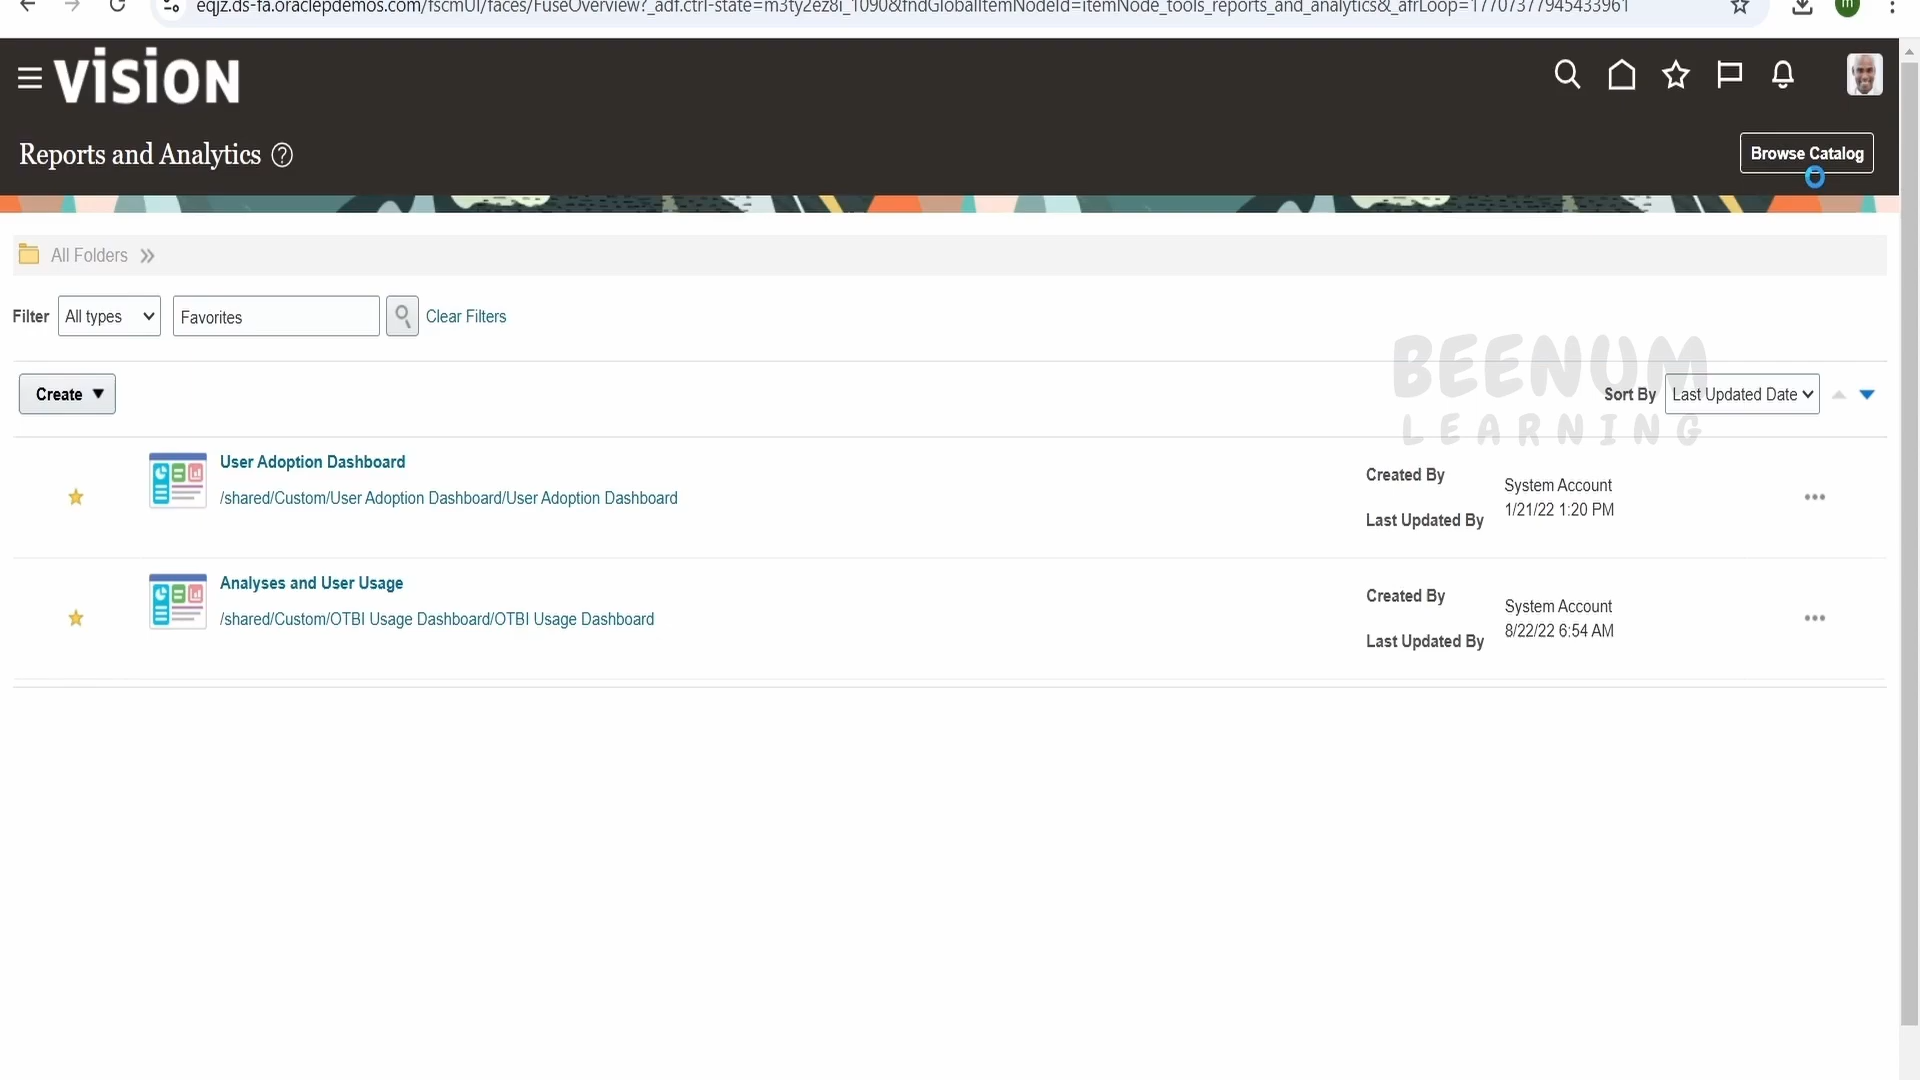 eqjz.ds-fa.oraclepdemos.com/fscmUI/faces/FuseOverview?_adf.ctrl-state=m3ty2ez8i_1090&fndGlobalItemNodeId=itemNode_tools_reports_and_analytics&_afrLoop=17707377945433961
m
VISION
Reports and Analytics ?
Browse Catalog
All Folders »
Filter All types Favorites Clear Filters
BEENUM
LEARNING
Create
Sort By Last Updated Date
User Adoption Dashboard
/shared/Custom/User Adoption Dashboard/User Adoption Dashboard
Created By
System Account
1/21/22 1:20 PM
Last Updated By
Analyses and User Usage
/shared/Custom/OTBI Usage Dashboard/OTBI Usage Dashboard
Created By
System Account
8/22/22 6:54 AM
Last Updated By